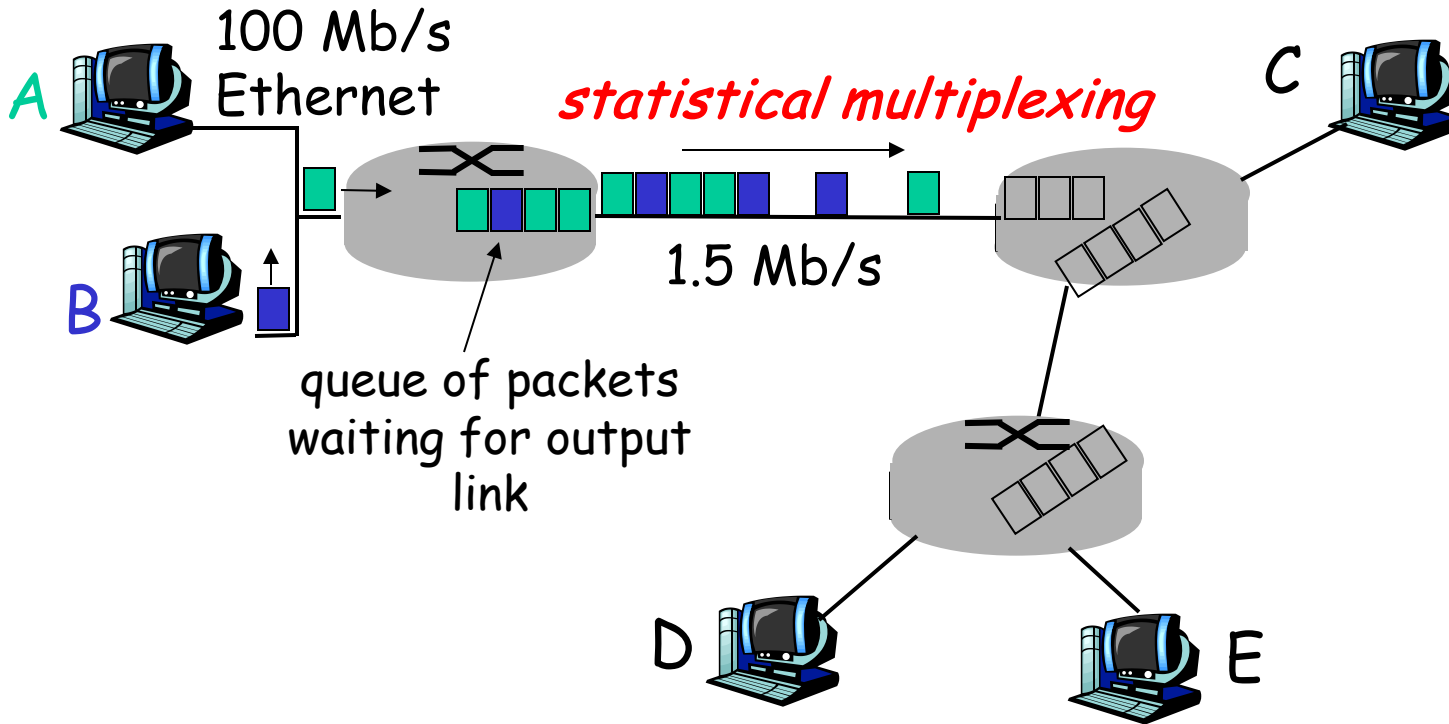 100 Mb/s
Ethernet
A
statistical multiplexing
C
1.5 Mb/s
B
queue of packets
waiting for output
link
D
E